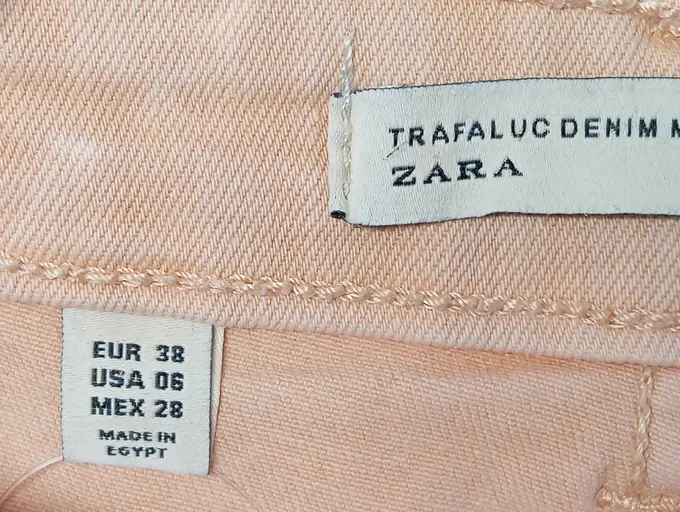 TRAFALUC DENIM
ZARA
EUR 38
USA 06
MEX 28
MADE IN
EGYPT